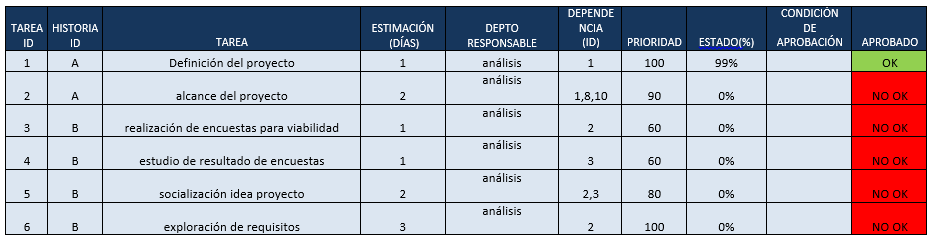 TAREA ID HISTORIA ID TAREA ESTIMACIÓN (DÍAS) DEPTO RESPONSABLE DEPENDE NCIA (ID) PRIORIDAD ESTADO(%) CONDICIÓN DE APROBACIÓN APROBADO
1 A Definición del proyecto 1 análisis 1 100 99% OK
2 A alcance del proyecto 2 análisis 1,8,10 90 0% NO OK
3 B realización de encuestas para viabilidad 1 análisis 2 60 0% NO OK
4 B estudio de resultado de encuestas 1 análisis 3 60 0% NO OK
5 B socialización idea proyecto 2 análisis 2,3 80 0% NO OK
6 B exploración de requisitos 3 análisis 2 100 0% NO OK